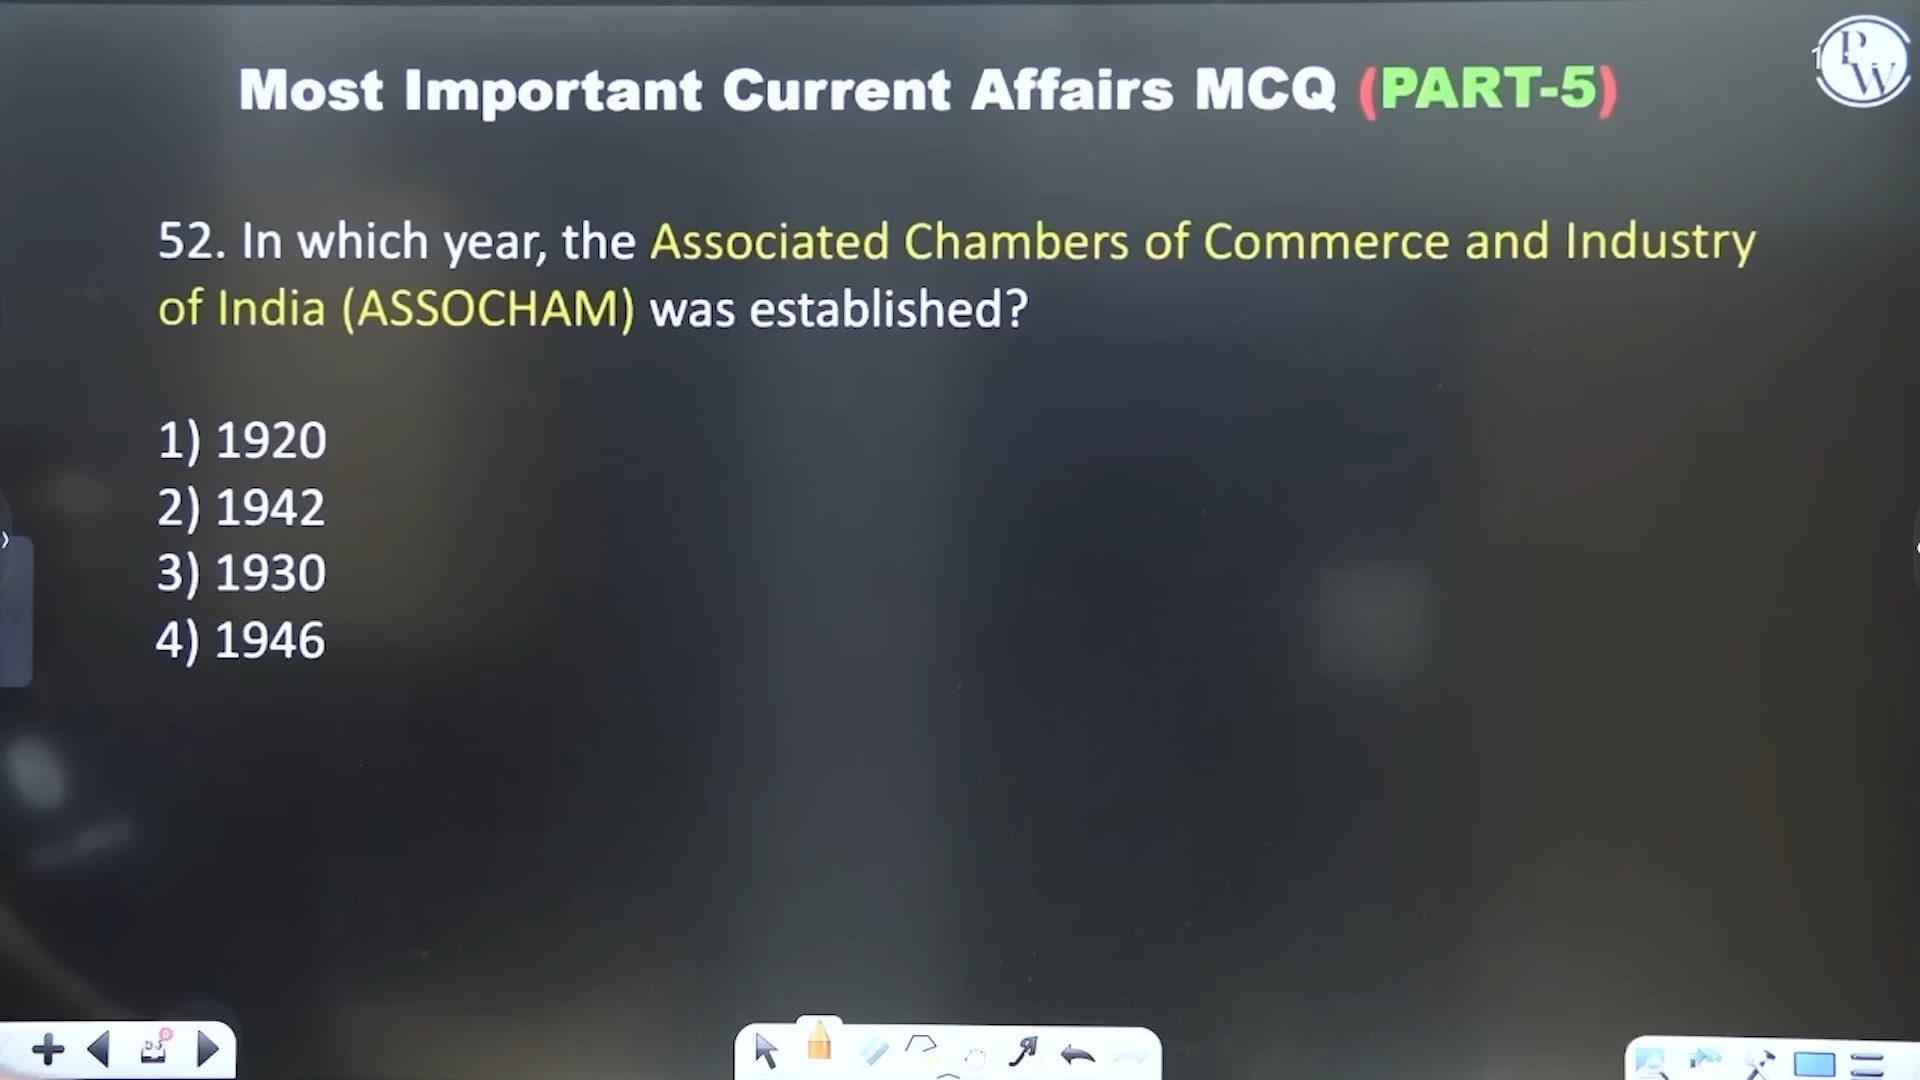 PW
Most Important Current Affairs MCQ (PART-5)
52. In which year, the Associated Chambers of Commerce and Industry
of India (ASSOCHAM) was established?
1) 1920
2) 1942
3) 1930
4) 1946